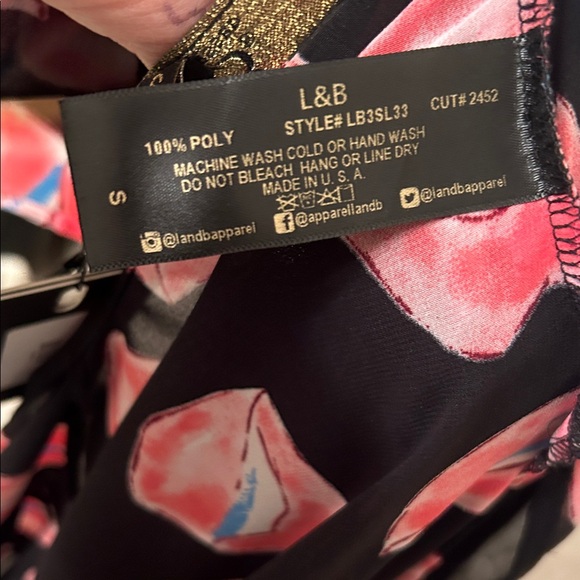 L&B
100% POLY STYLE# LB3SL33 CUT# 2452
MACHINE WASH COLD OR HAND WASH
DO NOT BLEACH HANG OR LINE DRY
MADE IN U. S. A.
S
@landbapparel @apparellandb @landbapparel